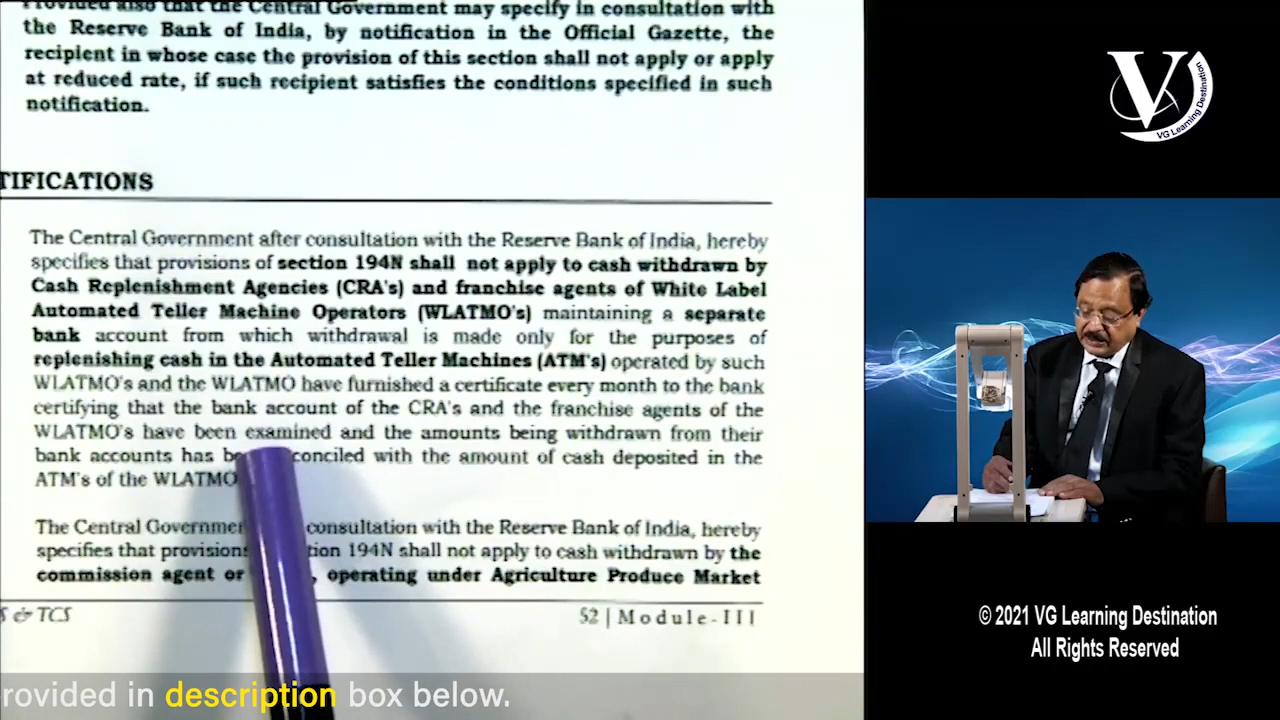 Provided also that the Central Government may specify in consultation with
the Reserve Bank of India, by notification in the Official Gazette, the
recipient in whose case the provision of this section shall not apply or apply
at reduced rate, if such recipient satisfies the conditions specified in such
notification.
TIFICATIONS
The Central Government after consultation with the Reserve Bank of India, hereby
specifies that provisions of section 194N shall not apply to cash withdrawn by
Cash Replenishment Agencies (CRA's) and franchise agents of White Label
Automated Teller Machine Operators (WLATMO's) maintaining a separate
bank account from which withdrawal is made only for the purposes of
replenishing cash in the Automated Teller Machines (ATM's) operated by such
WLATMO's and the WLATMO have furnished a certificate every month to the bank
certifying that the bank account of the CRA's and the franchise agents of the
WLATMO's have been examined and the amounts being withdrawn from their
bank accounts has be conciled with the amount of cash deposited in the
ATM's of the WLATMO
The Central Governme consultation with the Reserve Bank of India, hereby
specifies that provisions tion 194N shall not apply to cash withdrawn by the
commission agent or , operating under Agriculture Produce Market
S & TCS
52 | Module-III
rovided in description box below.
V
VG Learning Destination
© 2021 VG Learning Destination
All Rights Reserved